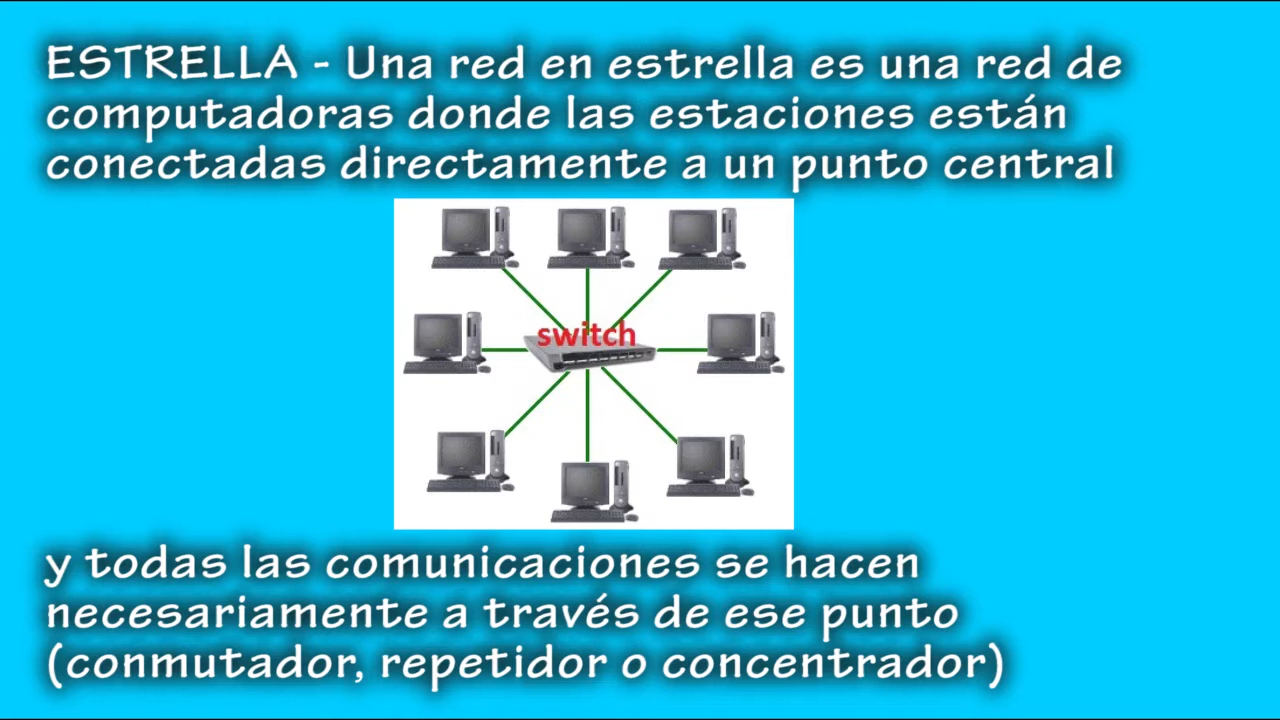 ESTRELLA - Una red en estrella es una red de
computadoras donde las estaciones están
conectadas directamente a un punto central
switch
y todas las comunicaciones se hacen
necesariamente a través de ese punto
(conmutador, repetidor o concentrador)